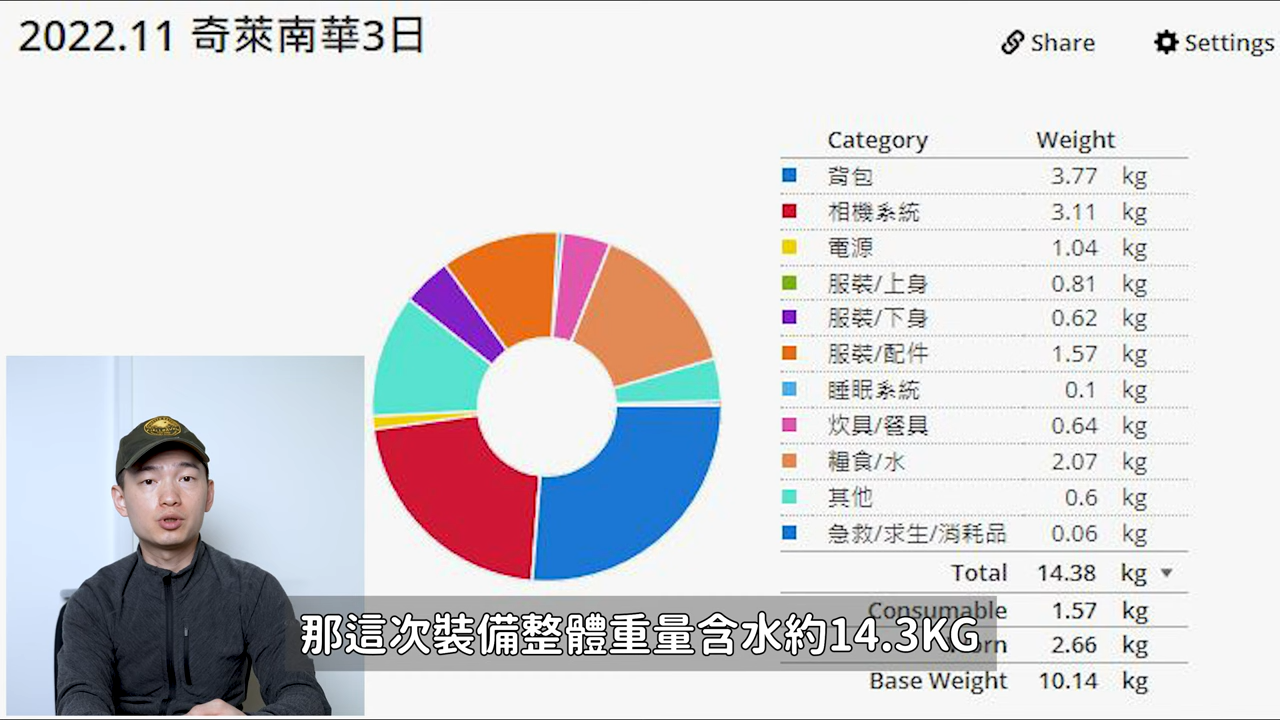 2022.11 奇萊南華3日
Share
Settings
Category Weight
背包 3.77 kg
相機系統 3.11 kg
電源 1.04 kg
服裝/上身 0.81 kg
服裝/下身 0.62 kg
服裝/配件 1.57 kg
睡眠系統 0.1 kg
炊具/餐具 0.64 kg
糧食/水 2.07 kg
其他 0.6 kg
急救/求生/消耗品 0.06 kg
Total 14.38 kg
Consumable 1.57 kg
2.66 kg
那這次裝備整體重量含水約14.3KG
Base Weight 10.14 kg